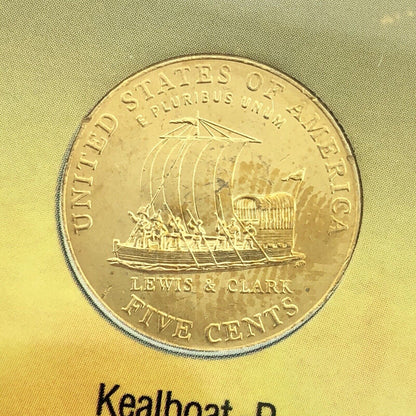 UNITED STATES OF AMERICA
E PLURIBUS UNUM
LEWIS & CLARK
FIVE CENTS
Kealboat